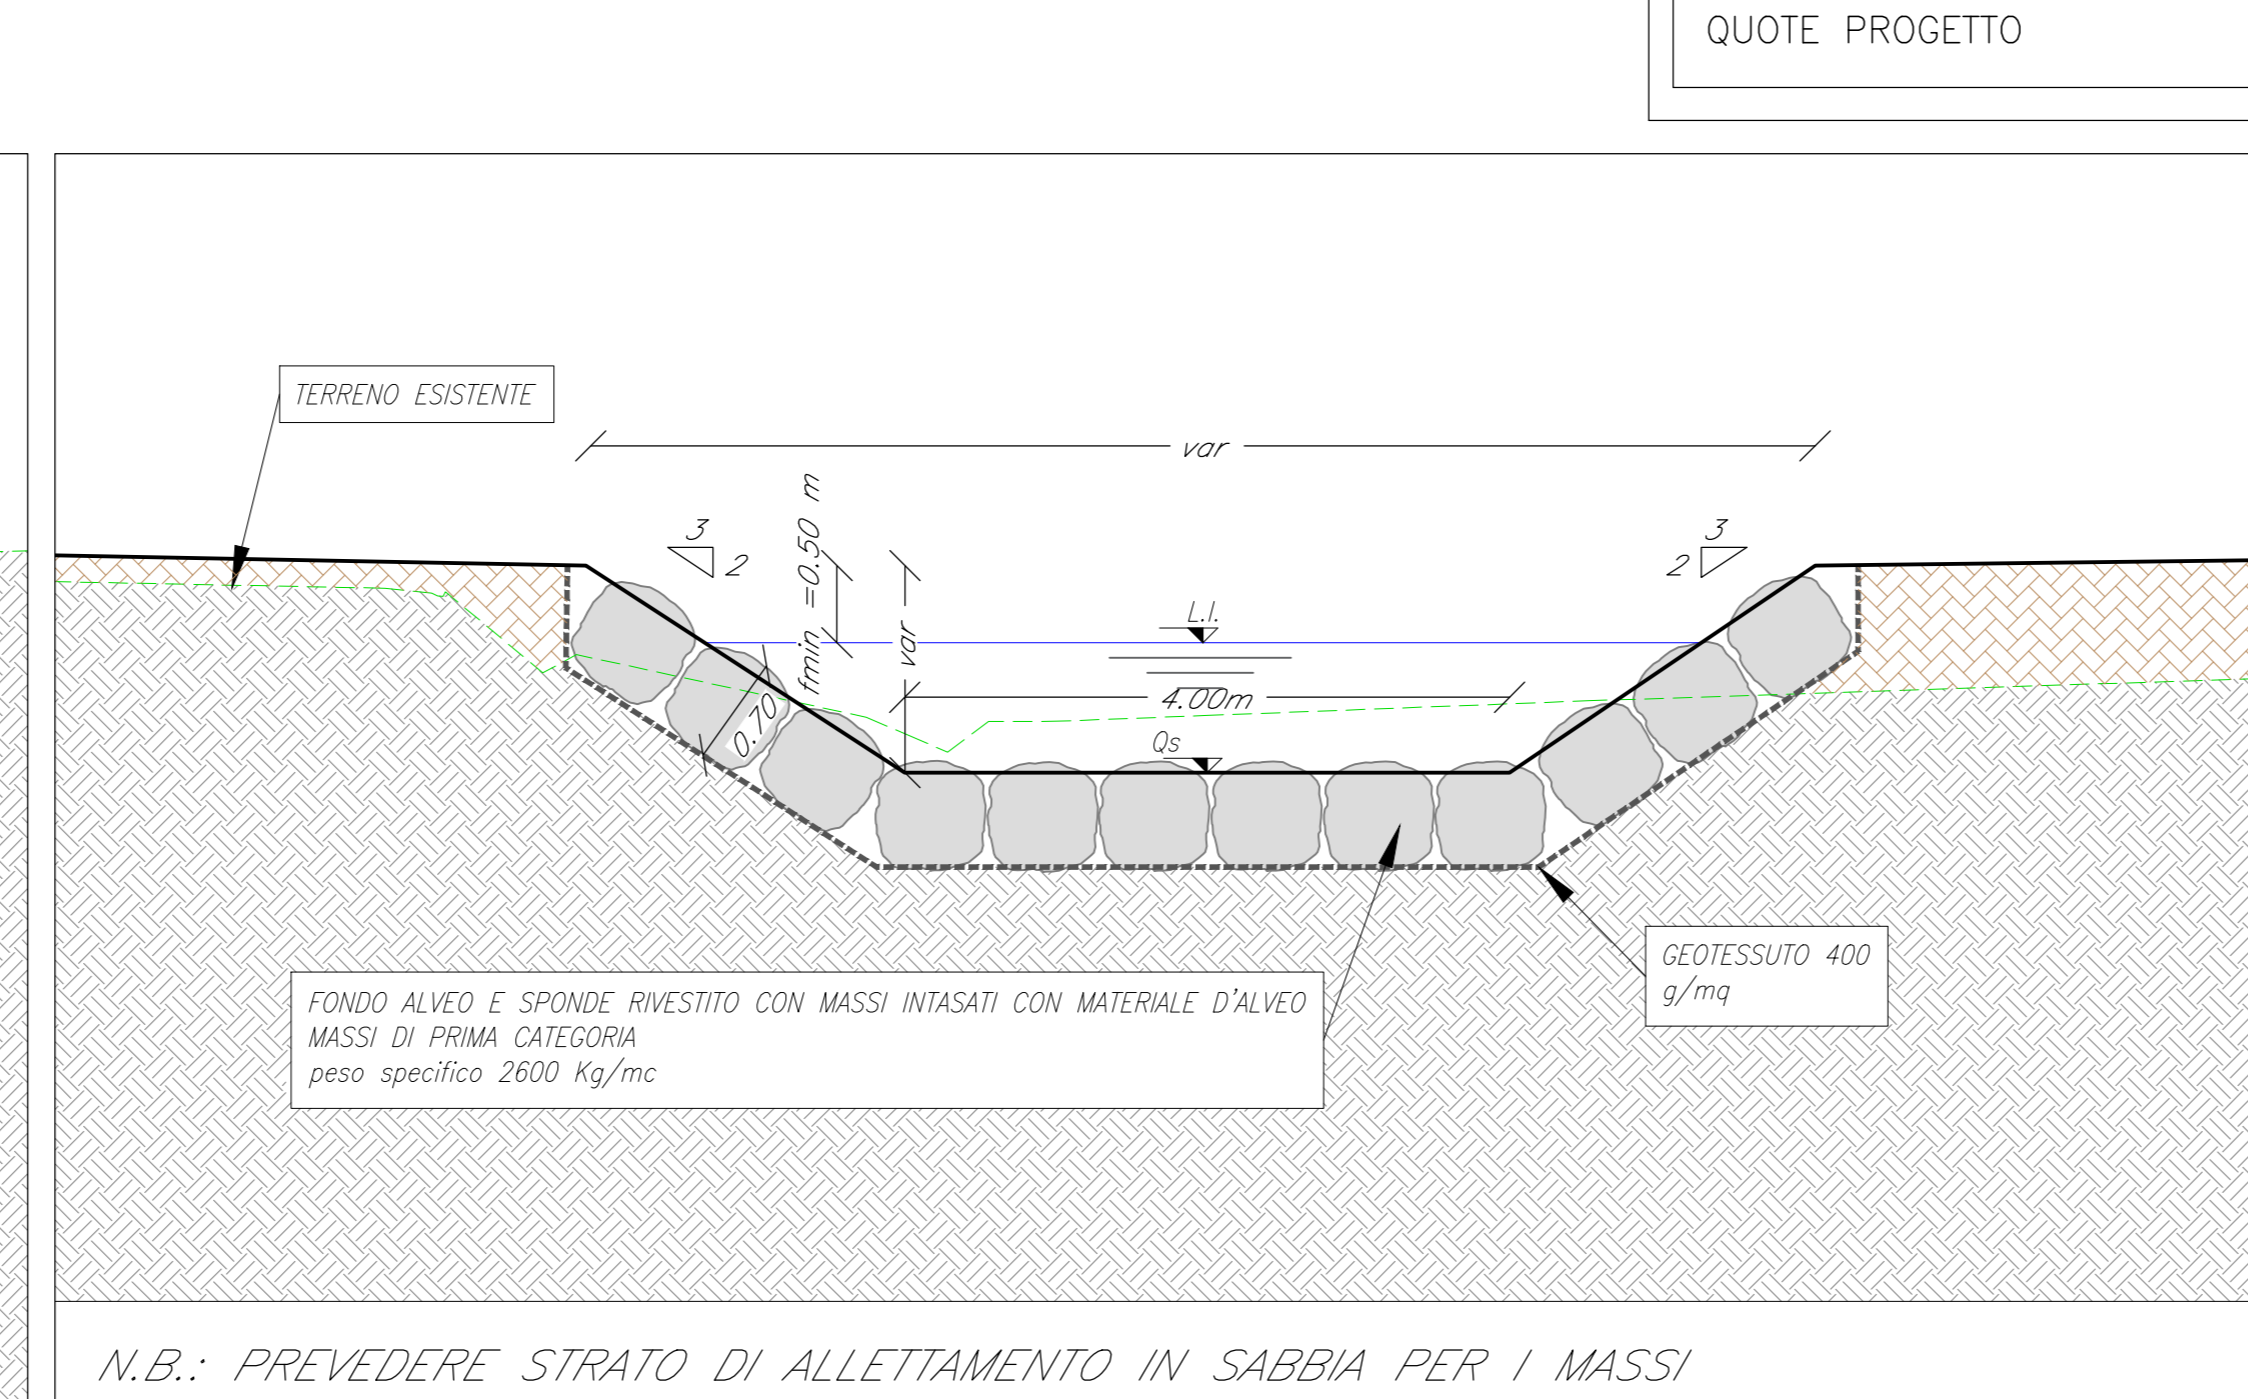 QUOTE PROGETTO
TERRENO ESISTENTE
var
3
2
fmin =0.50 m
var
L.I.
3
2
4.00m
0.70
Qs
GEOTESSUTO 400
g/mq
FONDO ALVEO E SPONDE RIVESTITO CON MASSI INTASATI CON MATERIALE D'ALVEO
MASSI DI PRIMA CATEGORIA
peso specifico 2600 Kg/mc
N.B.: PREVEDERE STRATO DI ALLETTAMENTO IN SABBIA PER I MASSI